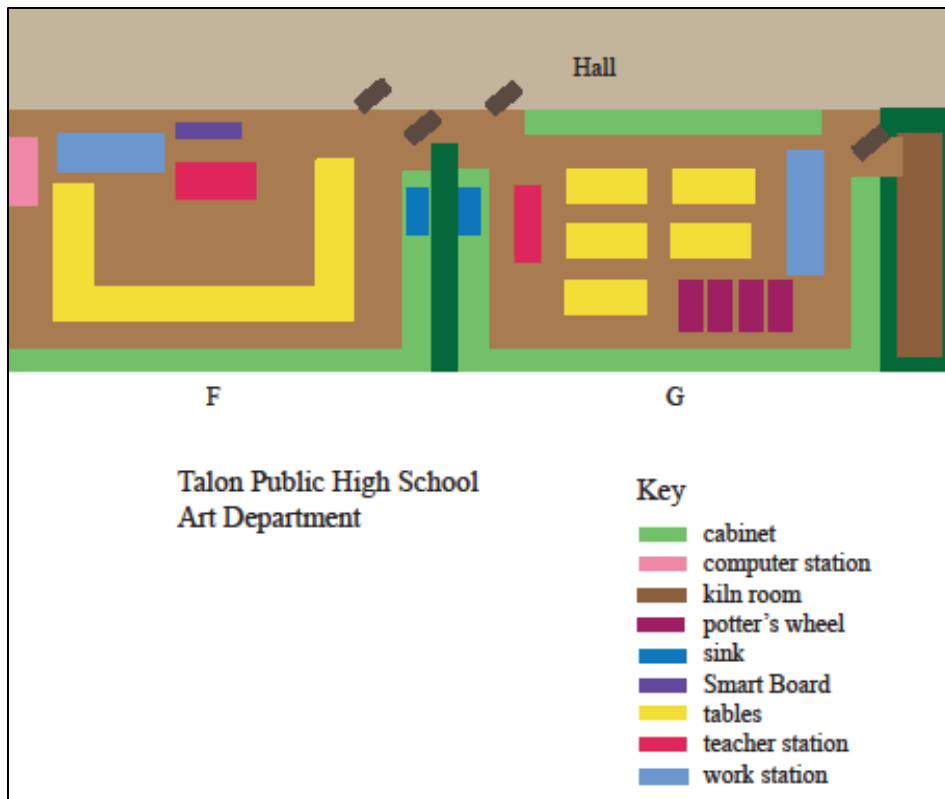 Hall
F
G
Talon Public High School
Art Department
Key
cabinet
computer station
kiln room
potter’s wheel
sink
Smart Board
tables
teacher station
work station